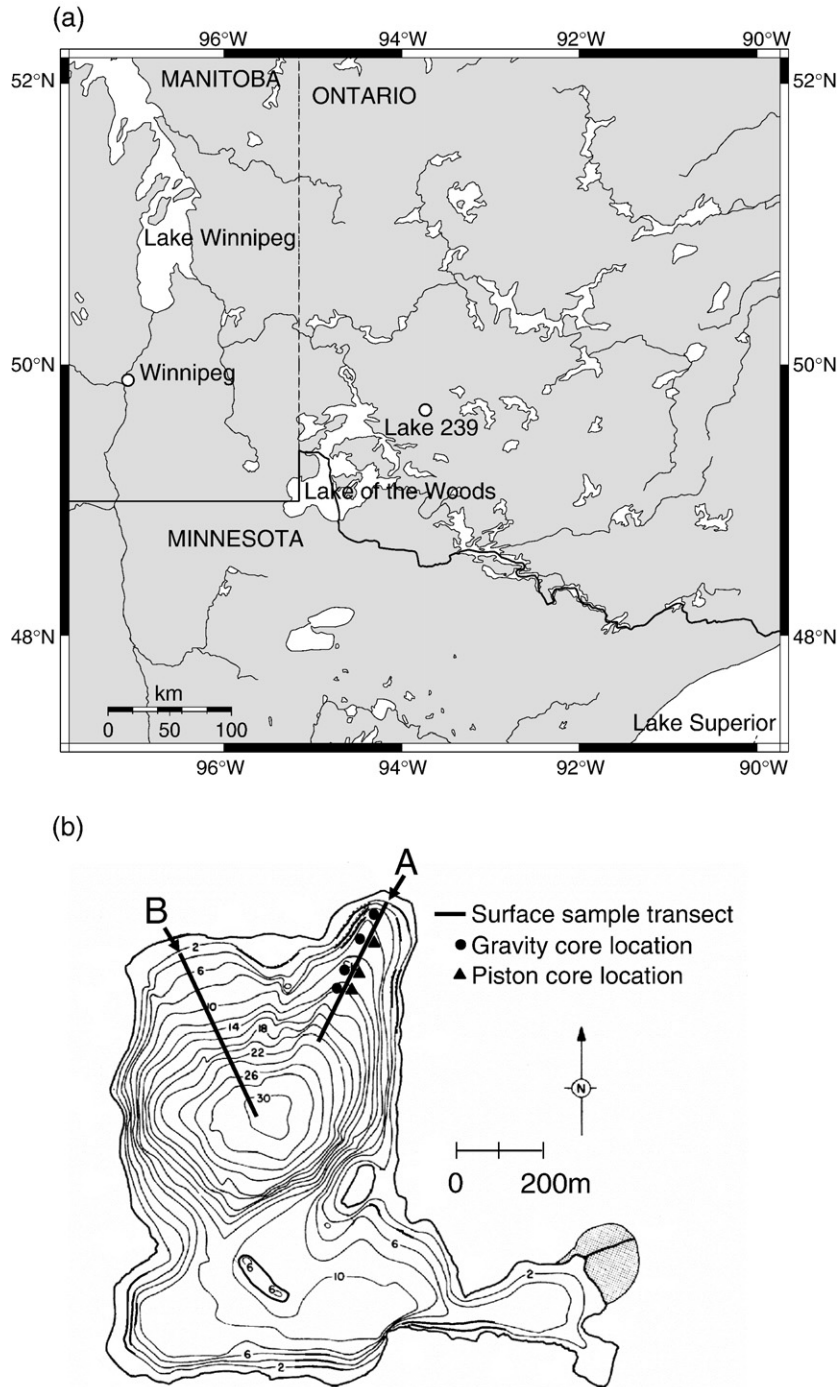 (a)
96°W 94°W 92°W 90°W
52°N 52°N
MANITOBA
ONTARIO
Lake Winnipeg
50°N 50°N
Winnipeg
Lake 239
Lake of the Woods
MINNESOTA
48°N 48°N
km
0 50 100
Lake Superior
96°W 94°W 92°W 90°W
(b)
A
B
Surface sample transect
Gravity core location
Piston core location
2
6
10
14
18
22
26
30
N
0 200m
6
2
10
6
6
6
2